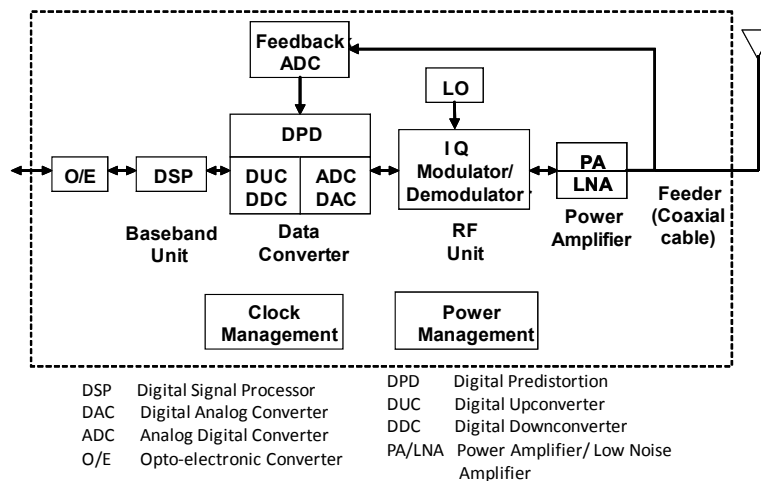 Feedback
ADC
LO
DPD
I Q
Modulator/
Demodulator
O/E
DSP
DUC
DDC
ADC
DAC
PA
LNA
Baseband
Unit
Data
Converter
RF
Unit
Power
Amplifier
Feeder
(Coaxial
cable)
Clock
Management
Power
Management
DSP Digital Signal Processor
DAC Digital Analog Converter
ADC Analog Digital Converter
O/E Opto-electronic Converter
DPD Digital Predistortion
DUC Digital Upconverter
DDC Digital Downconverter
PA/LNA Power Amplifier/ Low Noise
Amplifier